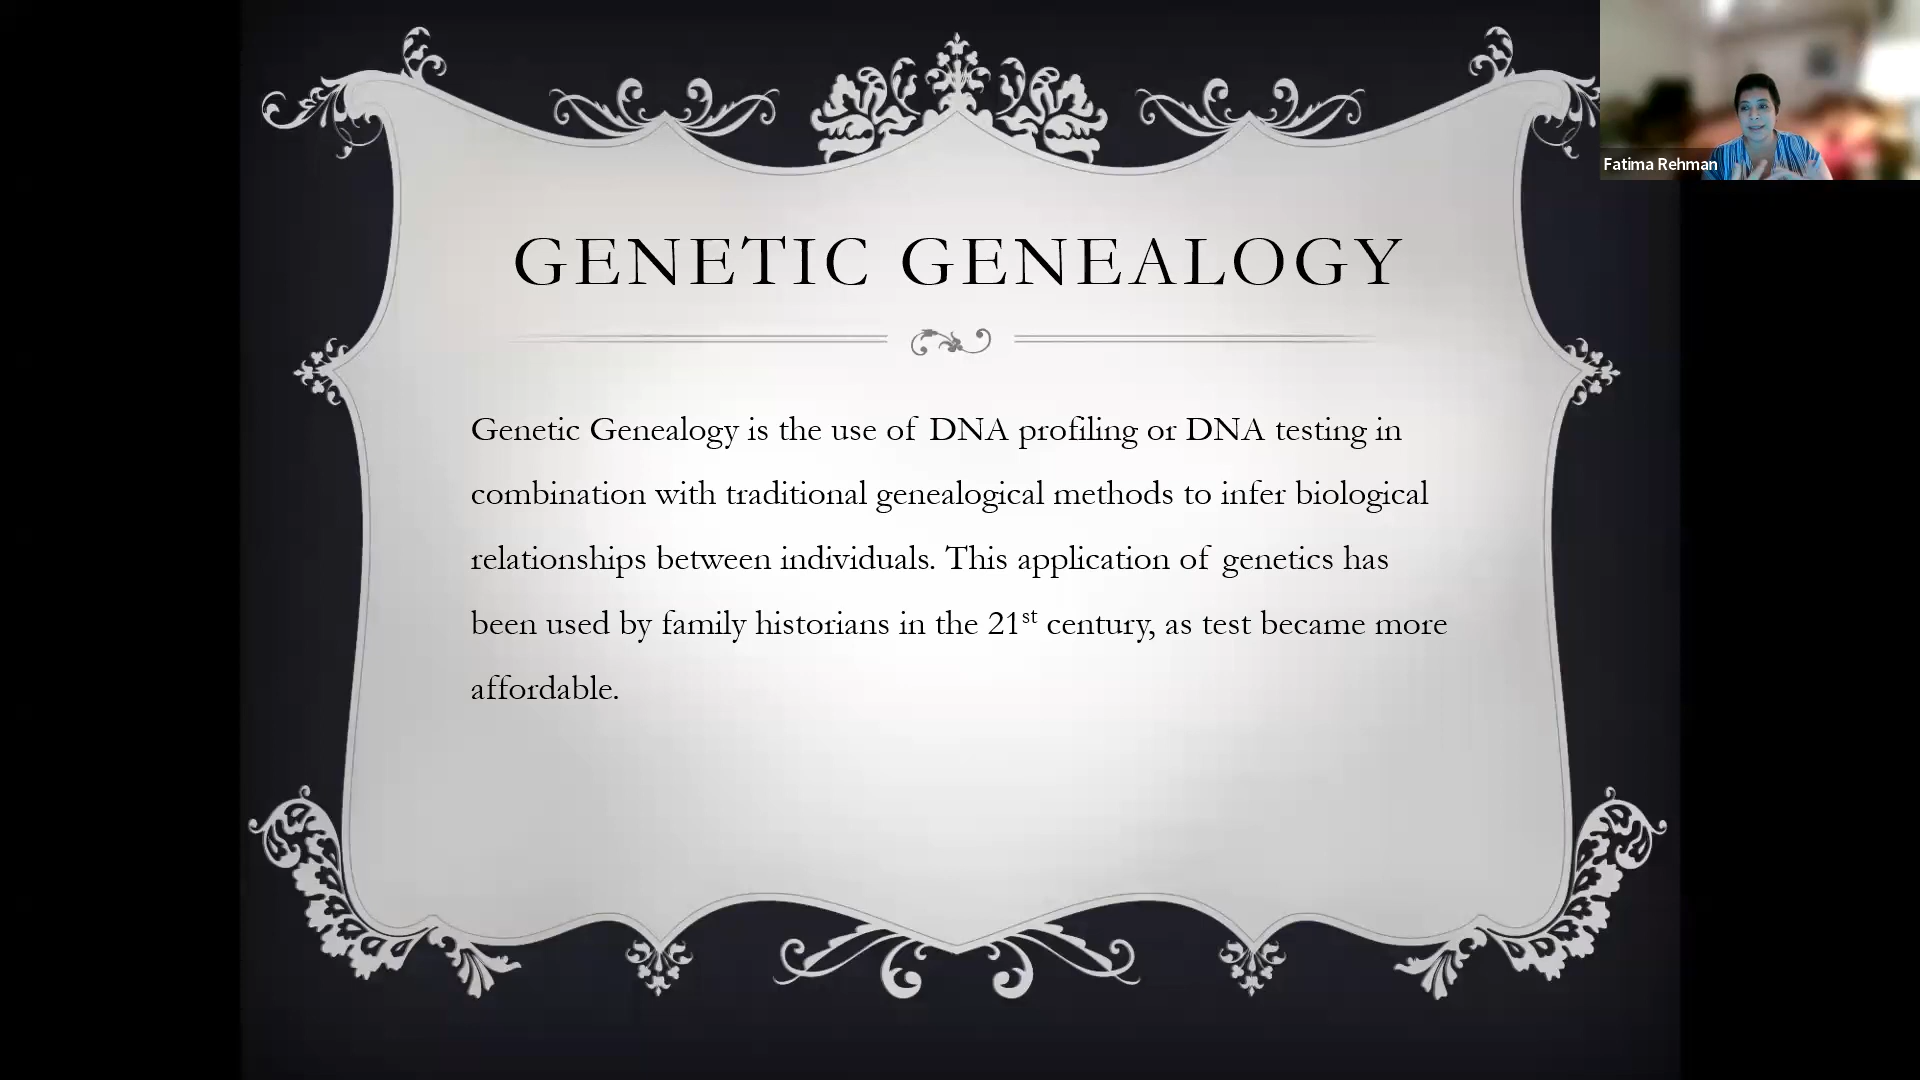 GENETIC GENEALOGY
Genetic Genealogy is the use of DNA profiling or DNA testing in
combination with traditional genealogical methods to infer biological
relationships between individuals. This application of genetics has
been used by family historians in the 21st century, as test became more
affordable.
Fatima Rehman